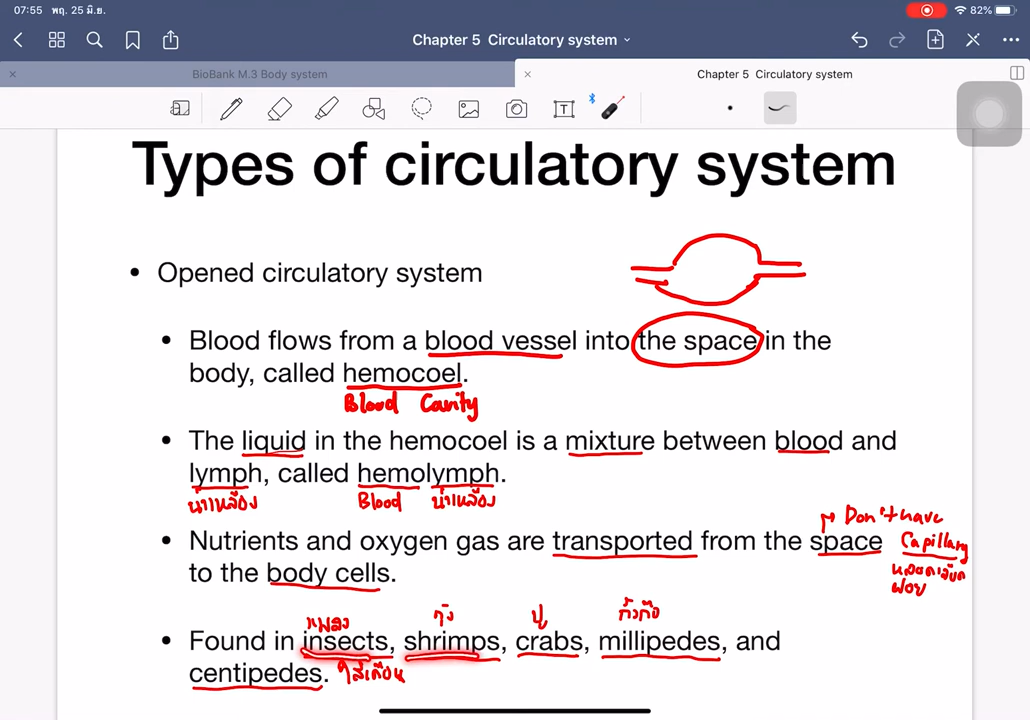 07:55 พฤ. 25 มิ.ย.
82%
Chapter 5 Circulatory system
BioBank M.3 Body system
Chapter 5 Circulatory system
Types of circulatory system
• Opened circulatory system
• Blood flows from a blood vessel into the space in the
body, called hemocoel.
Blood Cavity
• The liquid in the hemocoel is a mixture between blood and
lymph, called hemolymph.
น้ำเหลือง Blood น้ำเหลือง
Don't have
• Nutrients and oxygen gas are transported from the space
Capillary
to the body cells.
หลอดเลือด
ฝอย
แมลง กุ้ง ปู กิ้งกือ
• Found in insects, shrimps, crabs, millipedes, and
centipedes.